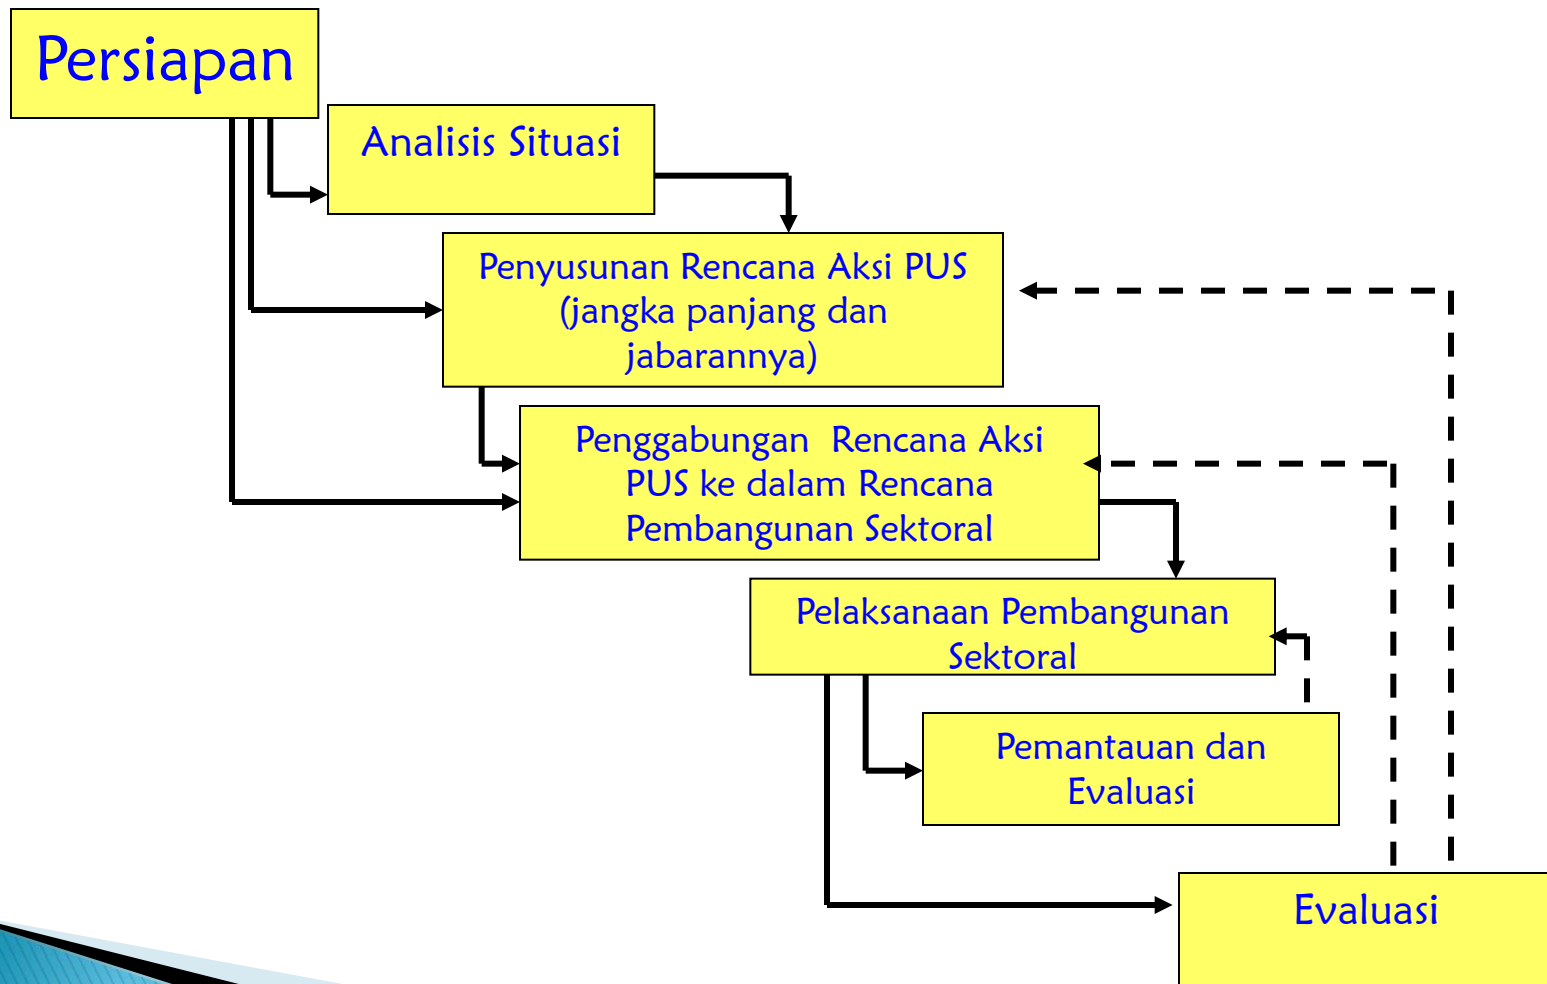 Persiapan
Analisis Situasi
Penyusunan Rencana Aksi PUS
(jangka panjang dan
jabarannya)
Penggabungan Rencana Aksi
PUS ke dalam Rencana
Pembangunan Sektoral
Pelaksanaan Pembangunan
Sektoral
Pemantauan dan
Evaluasi
Evaluasi